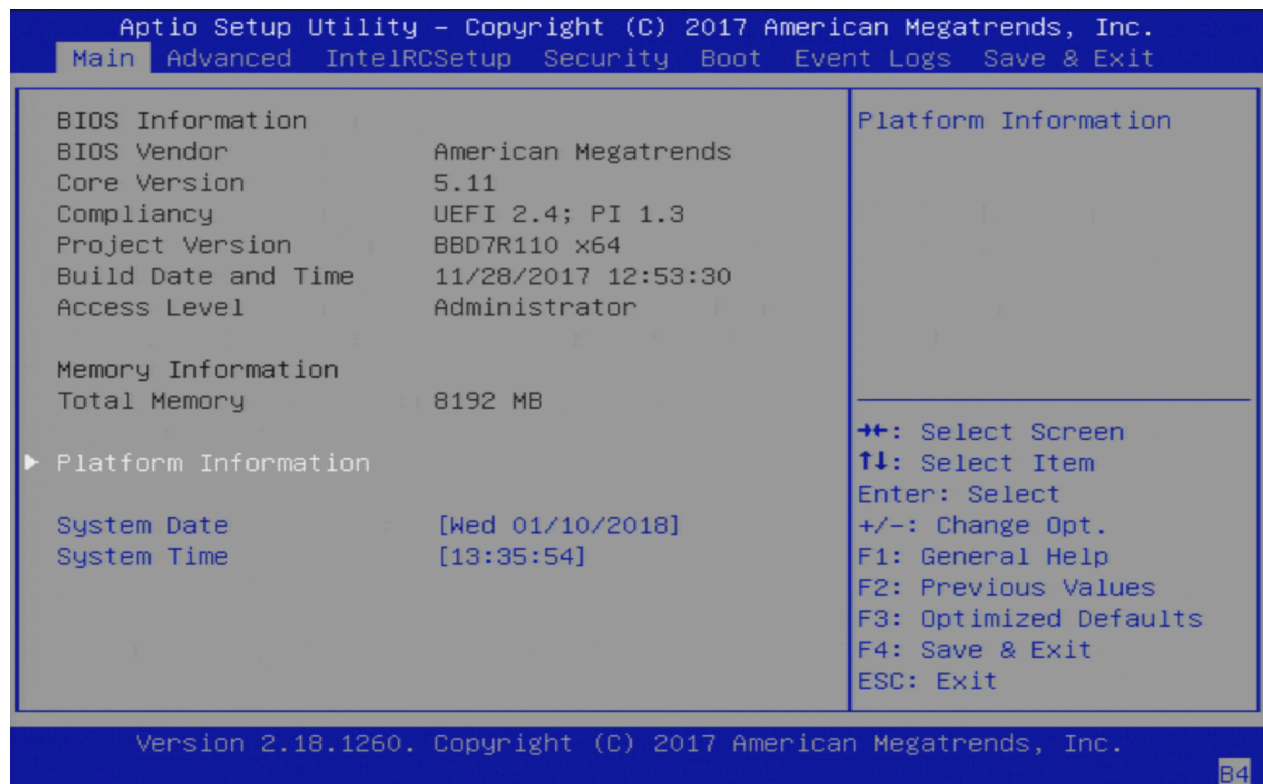 Aptio Setup Utility – Copyright (C) 2017 American Megatrends, Inc.
Main Advanced IntelRCSetup Security Boot Event Logs Save & Exit
BIOS Information
BIOS Vendor American Megatrends
Core Version 5.11
Compliancy UEFI 2.4; PI 1.3
Project Version BBD7R110 x64
Build Date and Time 11/28/2017 12:53:30
Access Level Administrator
Memory Information
Total Memory 8192 MB
► Platform Information
System Date [Wed 01/10/2018]
System Time [13:35:54]
Platform Information
→←: Select Screen
↑↓: Select Item
Enter: Select
+/-: Change Opt.
F1: General Help
F2: Previous Values
F3: Optimized Defaults
F4: Save & Exit
ESC: Exit
Version 2.18.1260. Copyright (C) 2017 American Megatrends, Inc.
B4